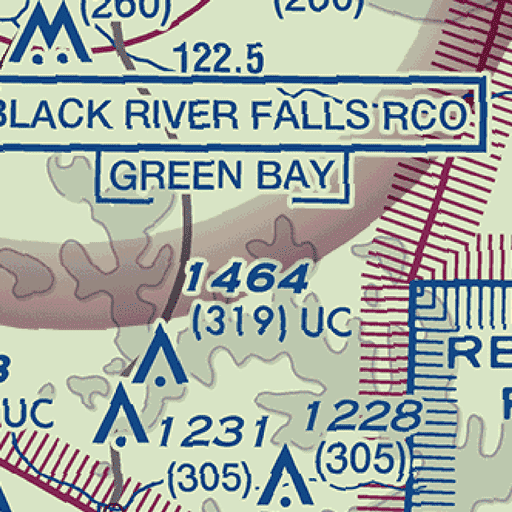 (260)
(200)
122.5
BLACK RIVER FALLS RCO
GREEN BAY
1464
(319) UC
UC
1231
(305)
1228
(305)